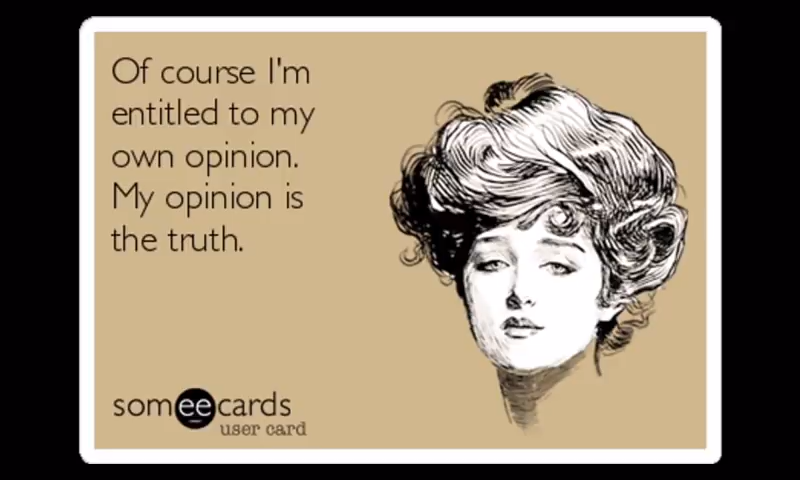 Of course I'm
entitled to my
own opinion.
My opinion is
the truth.
someecards
user card